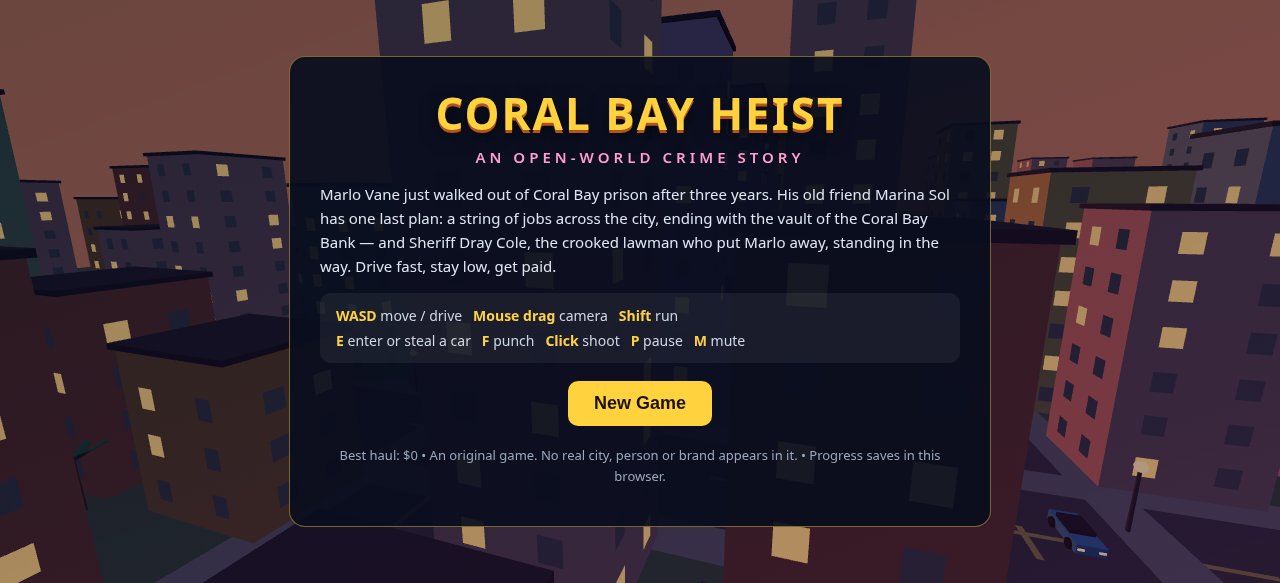 CORAL BAY HEIST
AN OPEN-WORLD CRIME STORY
Marlo Vane just walked out of Coral Bay prison after three years. His old friend Marina Sol
has one last plan: a string of jobs across the city, ending with the vault of the Coral Bay
Bank — and Sheriff Dray Cole, the crooked lawman who put Marlo away, standing in the
way. Drive fast, stay low, get paid.
WASD move / drive Mouse drag camera Shift run
E enter or steal a car F punch Click shoot P pause M mute
New Game
Best haul: $0 • An original game. No real city, person or brand appears in it. • Progress saves in this
browser.